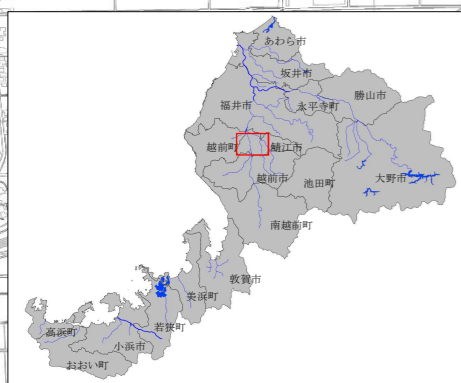 あわら市
坂井市
勝山市
福井市
永平寺町
越前町
鯖江市
大野市
越前市
池田町
南越前町
敦賀市
美浜町
若狭町
高浜町
小浜市
おおい町